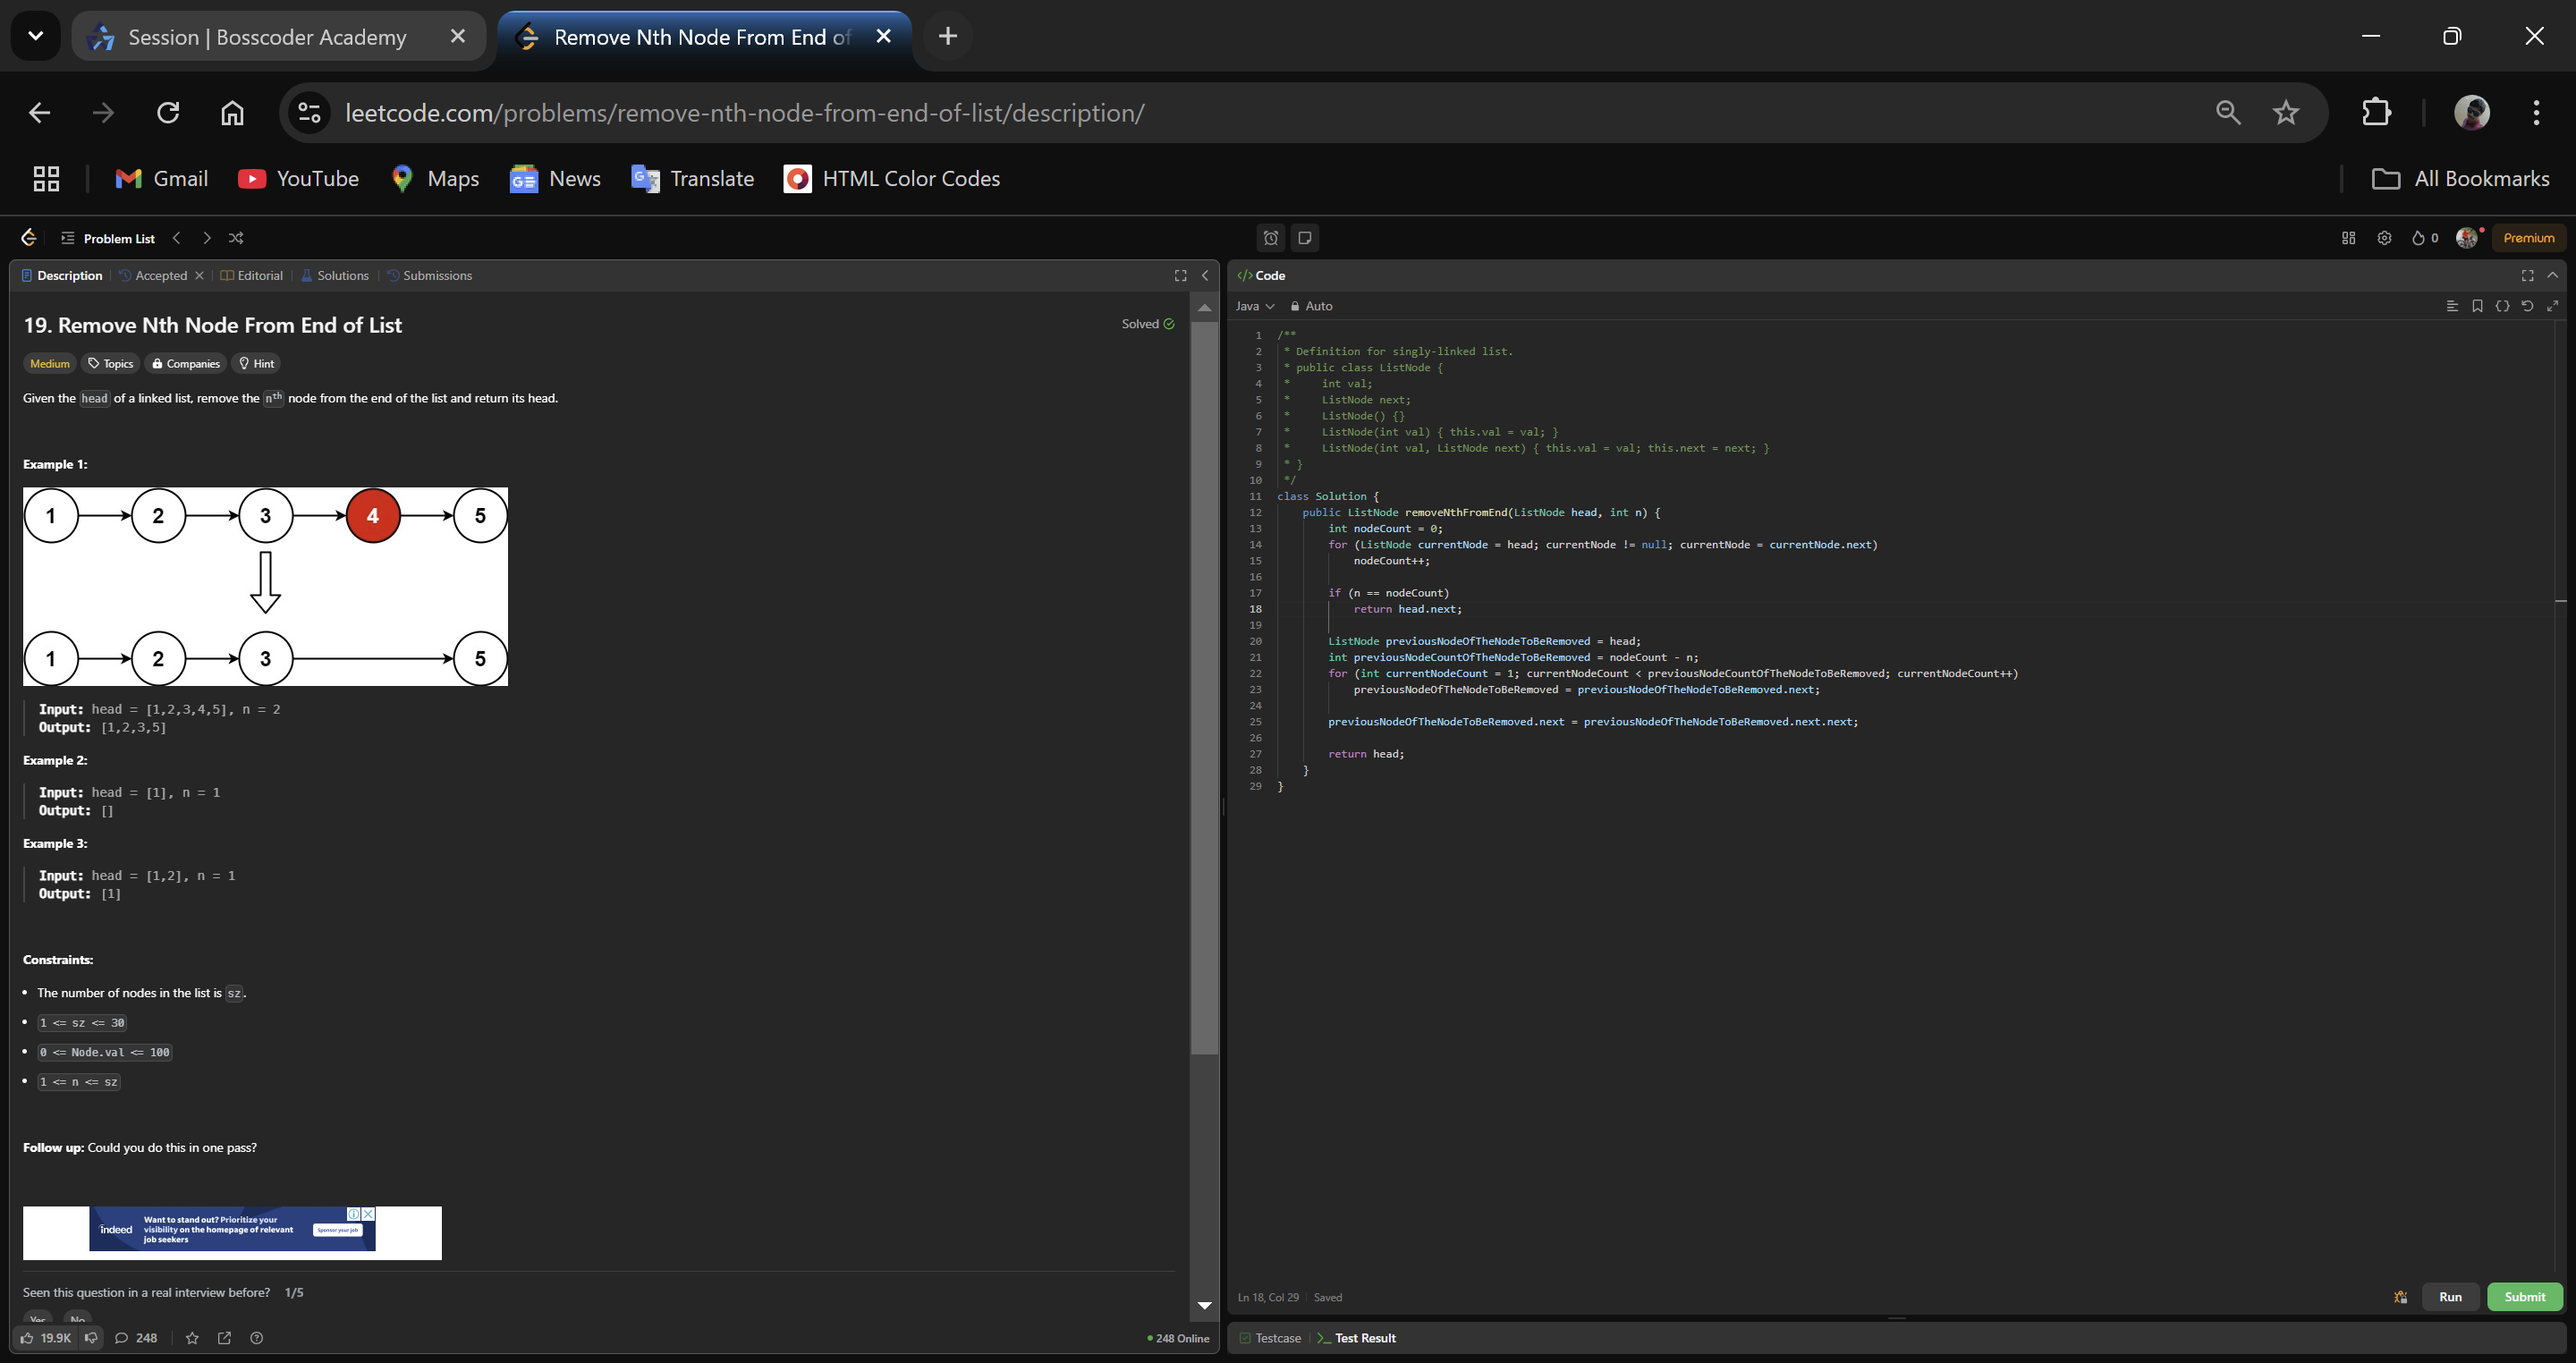 Session | Bosscoder Academy
Remove Nth Node From End of
leetcode.com/problems/remove-nth-node-from-end-of-list/description/
Gmail
YouTube
Maps
News
Translate
HTML Color Codes
All Bookmarks
Problem List
0
Premium
Description
Accepted
Editorial
Solutions
Submissions
19. Remove Nth Node From End of List
Solved
Medium
Topics
Companies
Hint
Given the head of a linked list, remove the nth node from the end of the list and return its head.
Example 1:
1 2 3 4 5
1 2 3 5
Input: head = [1,2,3,4,5], n = 2
Output: [1,2,3,5]
Example 2:
Input: head = [1], n = 1
Output: []
Example 3:
Input: head = [1,2], n = 1
Output: [1]
Constraints:
• The number of nodes in the list is sz.
• 1 <= sz <= 30
• 0 <= Node.val <= 100
• 1 <= n <= sz
Follow up: Could you do this in one pass?
indeed
Want to stand out? Prioritize your
visibility on the homepage of relevant
job seekers
Sponsor your job
Seen this question in a real interview before? 1/5
Yes
No
19.9K
248
248 Online
</> Code
Java
Auto
1 /**
2  * Definition for singly-linked list.
3  * public class ListNode {
4  *     int val;
5  *     ListNode next;
6  *     ListNode() {}
7  *     ListNode(int val) { this.val = val; }
8  *     ListNode(int val, ListNode next) { this.val = val; this.next = next; }
9  * }
10  */
11 class Solution {
12     public ListNode removeNthFromEnd(ListNode head, int n) {
13         int nodeCount = 0;
14         for (ListNode currentNode = head; currentNode != null; currentNode = currentNode.next)
15             nodeCount++;
16
17         if (n == nodeCount)
18             return head.next;
19
20         ListNode previousNodeOfTheNodeToBeRemoved = head;
21         int previousNodeCountOfTheNodeToBeRemoved = nodeCount - n;
22         for (int currentNodeCount = 1; currentNodeCount < previousNodeCountOfTheNodeToBeRemoved; currentNodeCount++)
23             previousNodeOfTheNodeToBeRemoved = previousNodeOfTheNodeToBeRemoved.next;
24
25         previousNodeOfTheNodeToBeRemoved.next = previousNodeOfTheNodeToBeRemoved.next.next;
26
27         return head;
28     }
29 }
Ln 18, Col 29
Saved
Run
Submit
Testcase
Test Result